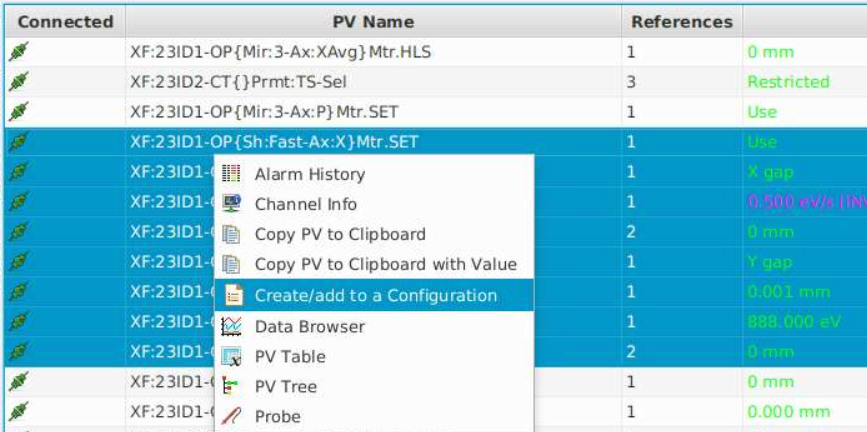 Connected PV Name References
XF:23ID1-OP{Mir:3-Ax:XAvg}Mtr.HLS 1 0 mm
XF:23ID2-CT{}Prmt:TS-Sel 3 Restricted
XF:23ID1-OP{Mir:3-Ax:P}Mtr.SET 1 Use
XF:23ID1-OP{Sh:Fast-Ax:X}Mtr.SET 1 Use
XF:23ID1- Alarm History 1 X gap
XF:23ID1- Channel Info 1 0.500 eV/s (INV
XF:23ID1- Copy PV to Clipboard 2 0 mm
XF:23ID1- Copy PV to Clipboard with Value 1 Y gap
XF:23ID1- Create/add to a Configuration 1 0.001 mm
XF:23ID1- Data Browser 1 888.000 eV
XF:23ID1- PV Table 2 0 mm
XF:23ID1- PV Tree 1 0 mm
XF:23ID1- Probe 1 0.000 mm